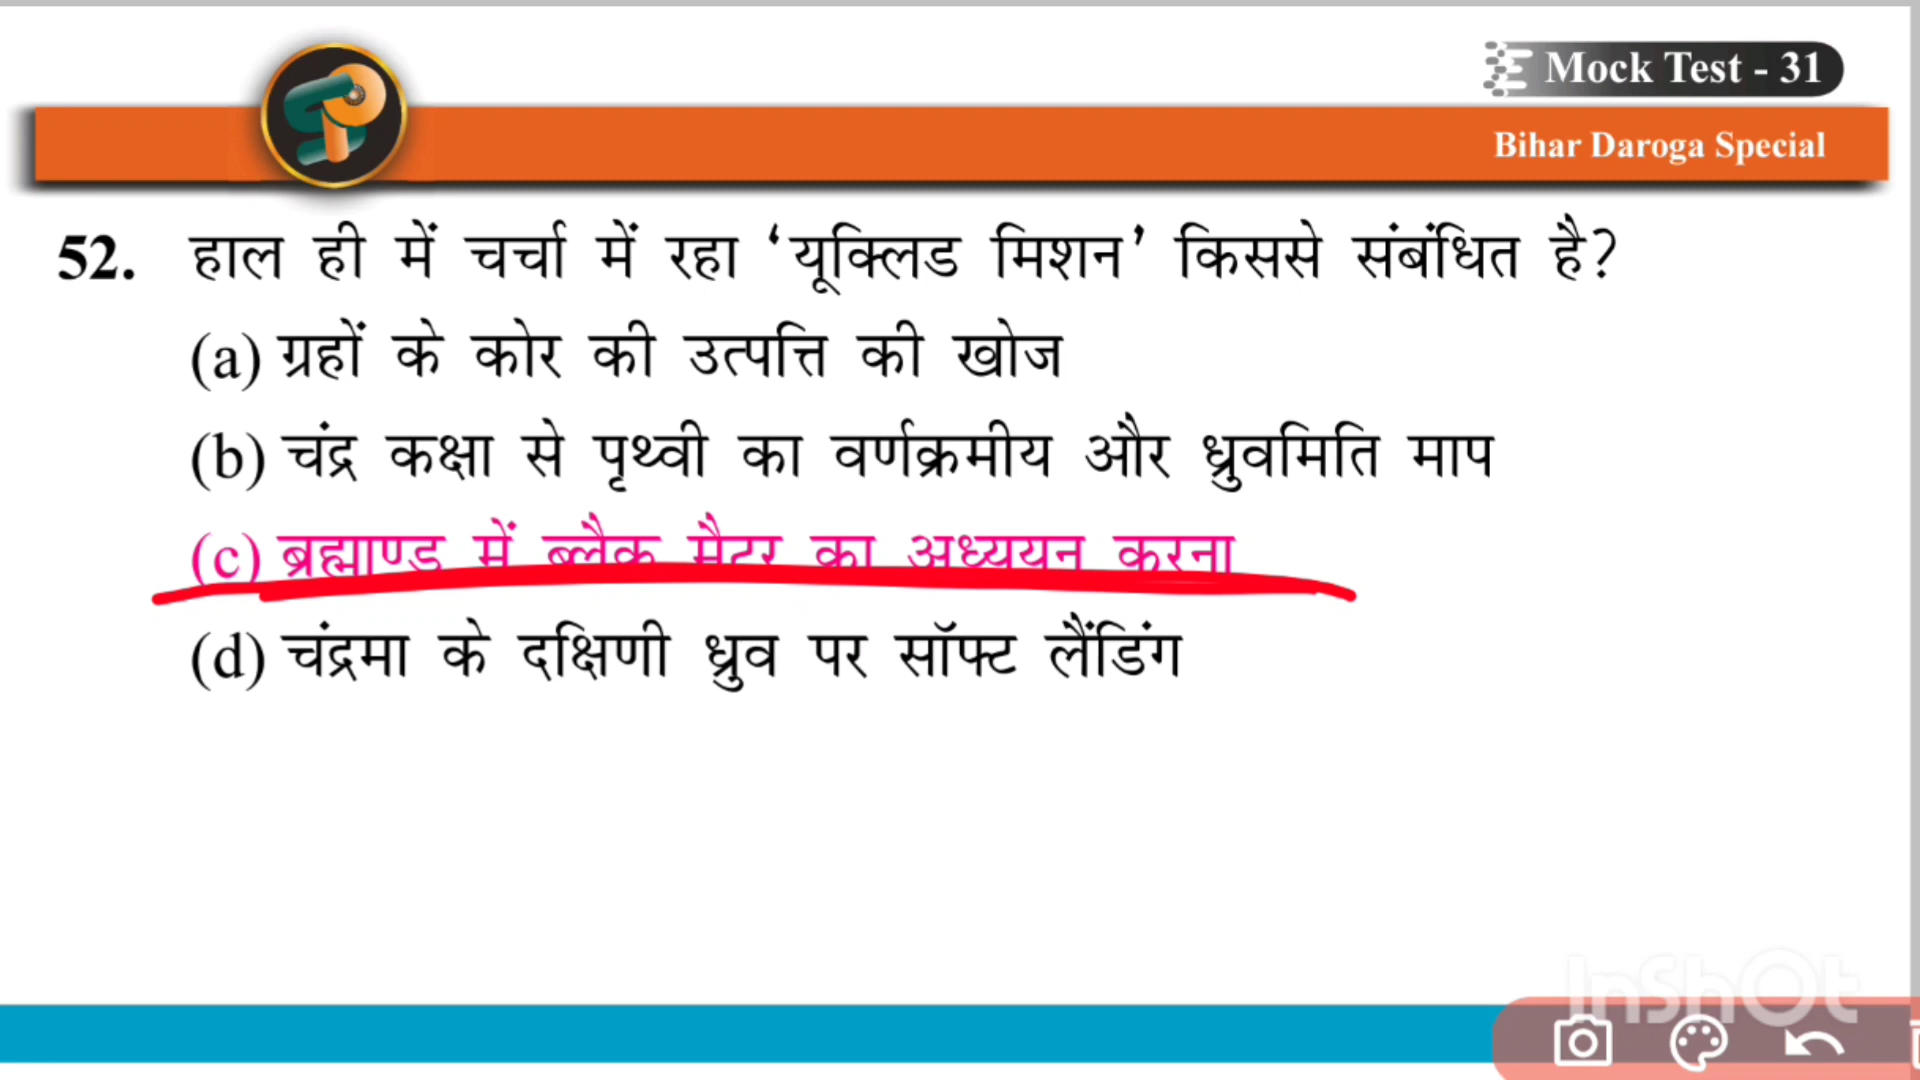 Mock Test - 31
Bihar Daroga Special
52. हाल ही में चर्चा में रहा ‘यूक्लिड मिशन’ किससे संबंधित है?
(a) ग्रहों के कोर की उत्पत्ति की खोज
(b) चंद्र कक्षा से पृथ्वी का वर्णक्रमीय और ध्रुवमिति माप
(c) ब्रह्माण्ड में ब्लैक मैटर का अध्ययन करना
(d) चंद्रमा के दक्षिणी ध्रुव पर सॉफ्ट लैंडिंग
InShOt